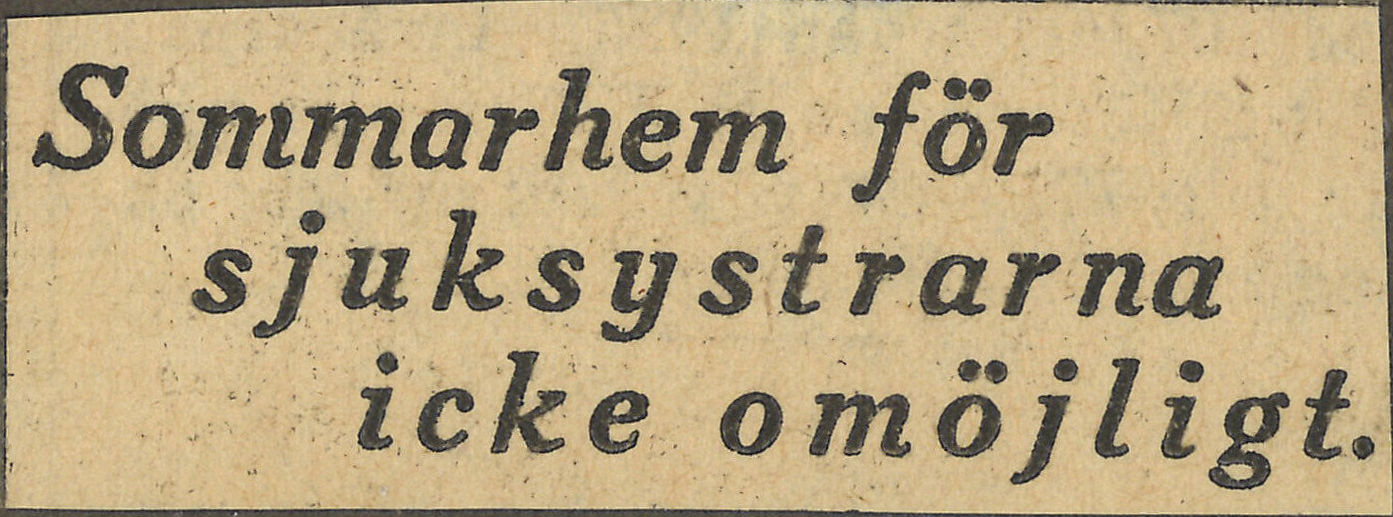 Sommarhem för
sjuksystrarna
icke omöjligt.